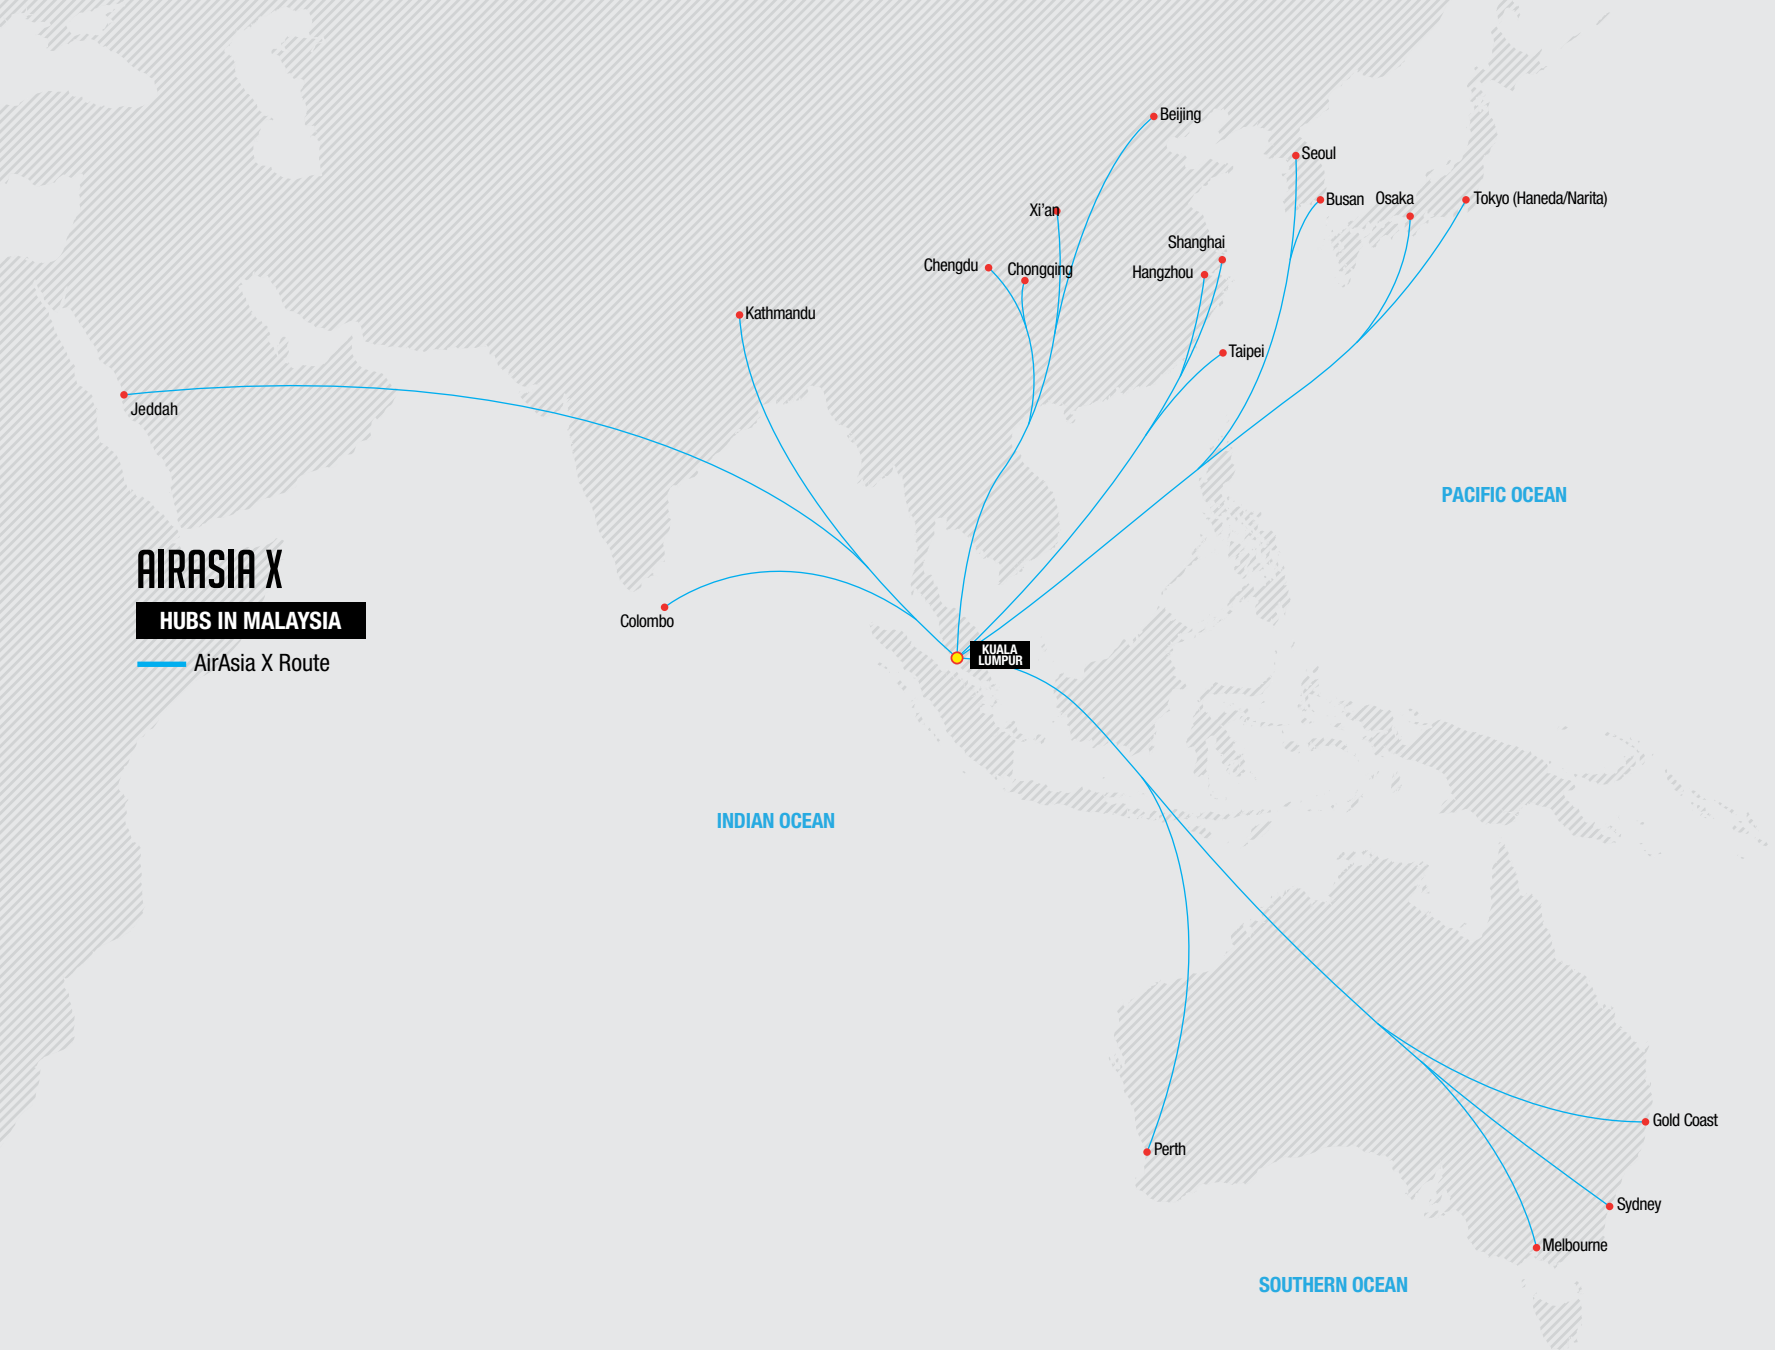 Beijing
Seoul
Busan
Osaka
Tokyo (Haneda/Narita)
Xi'an
Shanghai
Chengdu
Chongqing
Hangzhou
Kathmandu
Taipei
Jeddah
PACIFIC OCEAN
AIRASIA X
HUBS IN MALAYSIA
AirAsia X Route
Colombo
KUALA
LUMPUR
INDIAN OCEAN
Gold Coast
Perth
Sydney
Melbourne
SOUTHERN OCEAN